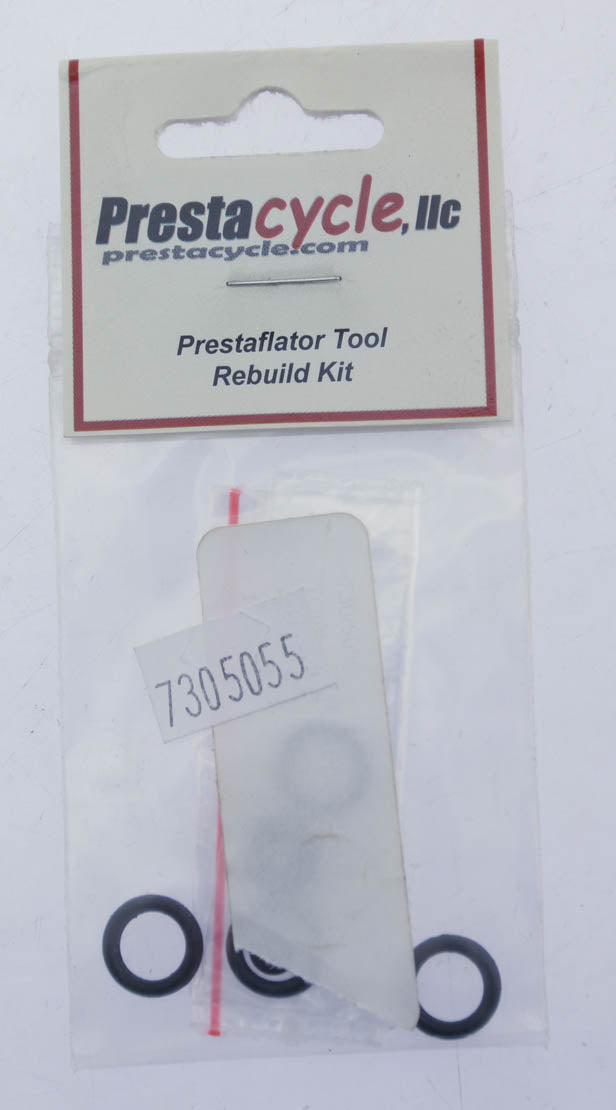 Prestacycle, llc
prestacycle.com
Prestaflator Tool
Rebuild Kit
7305055